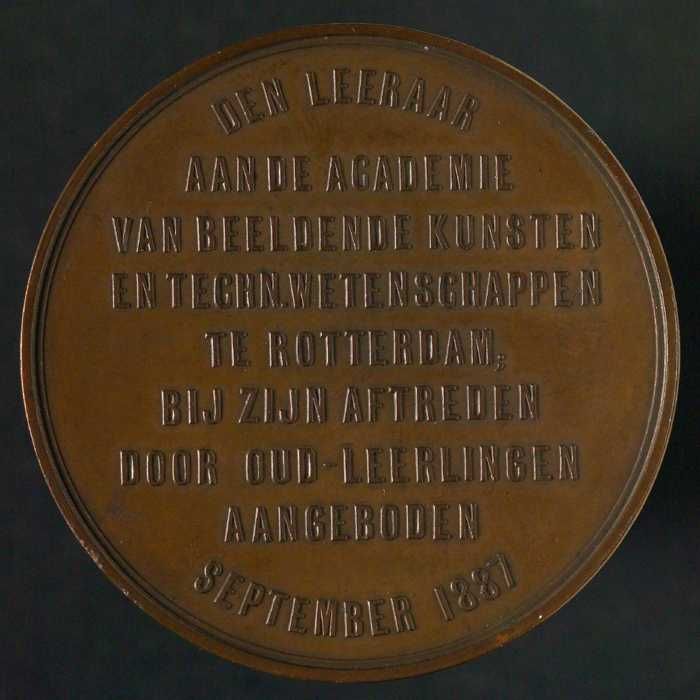 DEN LEERAAR
AAN DE ACADEMIE
VAN BEELDENDE KUNSTEN
EN TECHN.WETENSCHAPPEN
TE ROTTERDAM,
BIJ ZIJN AFTREDEN
DOOR OUD-LEERLINGEN
AANGEBODEN
SEPTEMBER 1887